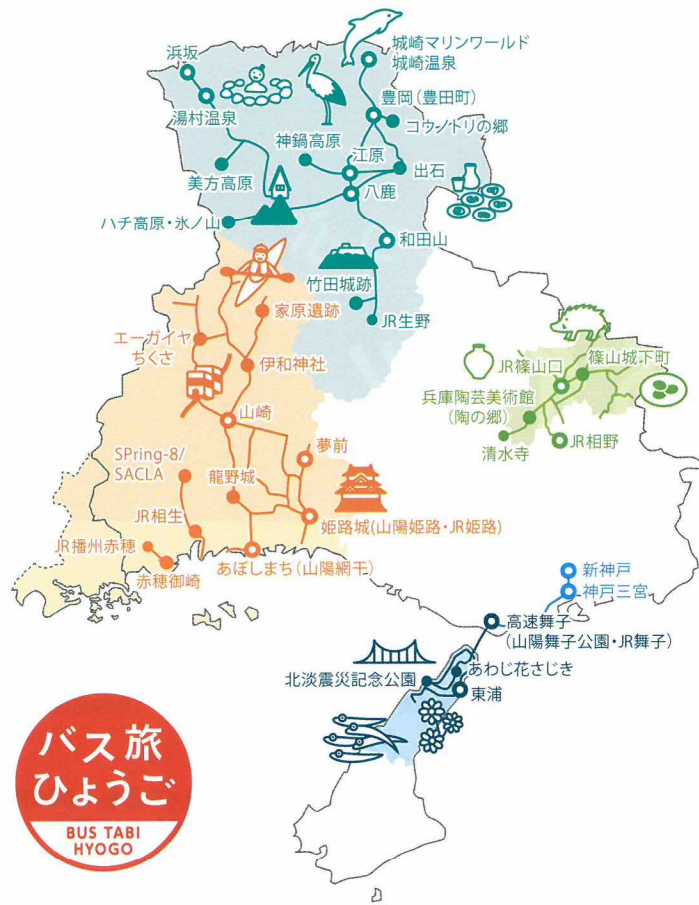 城崎マリンワールド
城崎温泉
浜坂
豊岡(豊田町)
湯村温泉
コウノトリの郷
神鍋高原
江原
出石
美方高原
八鹿
ハチ高原・氷ノ山
和田山
竹田城跡
JR生野
家原遺跡
エーガイヤ
ちくさ
伊和神社
山崎
夢前
SPring-8/
SACLA
龍野城
JR相生
姫路城(山陽姫路・JR姫路)
JR播州赤穂
あぼしまち(山陽網干)
赤穂御崎
JR篠山口
篠山城下町
兵庫陶芸美術館
(陶の郷)
清水寺
JR相野
新神戸
神戸三宮
高速舞子
(山陽舞子公園・JR舞子)
あわじ花さじき
北淡震災記念公園
東浦
バス旅
ひょうご
BUS TABI
HYOGO